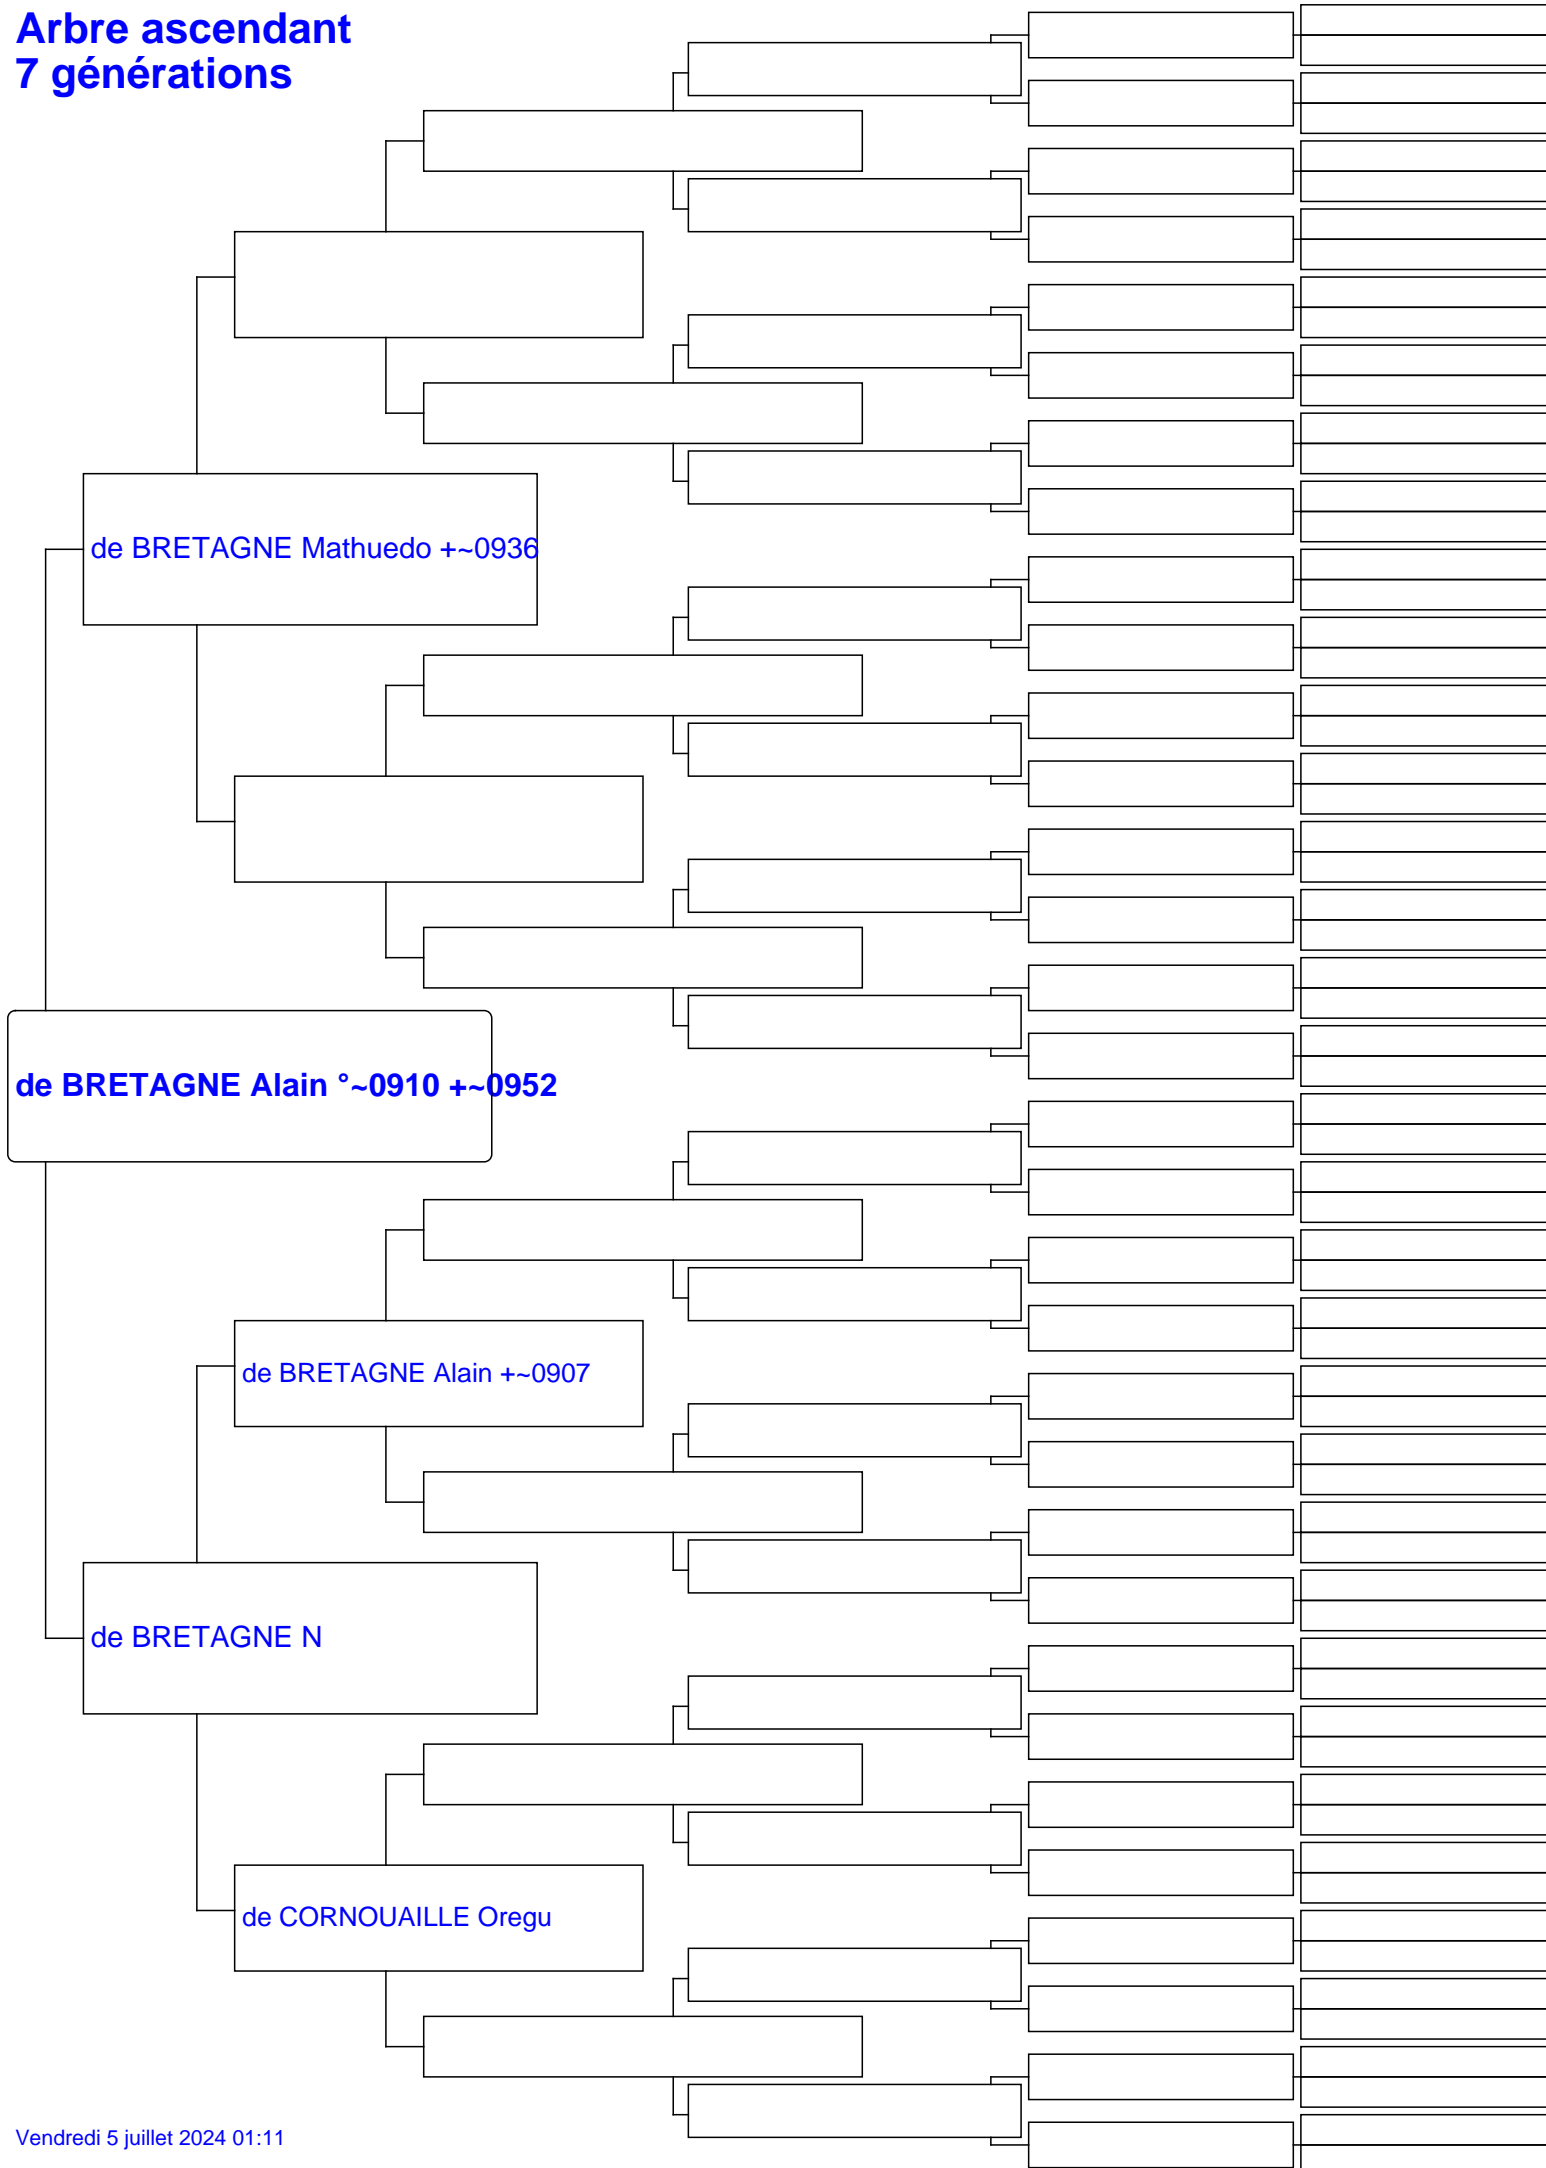 Arbre ascendant
7 générations
de BRETAGNE Mathuedo +~0936
de BRETAGNE Alain °~0910 +~0952
de BRETAGNE Alain +~0907
de BRETAGNE N
de CORNOUAILLE Oregu
Vendredi 5 juillet 2024 01:11